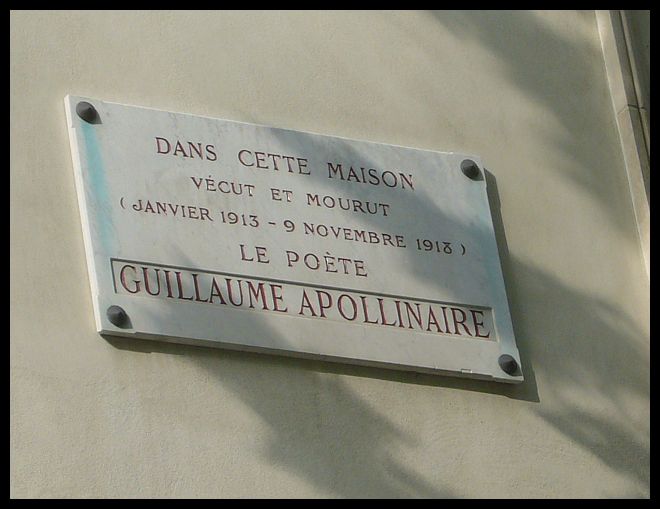 DANS CETTE MAISON
VÉCUT ET MOURUT
( JANVIER 1913 - 9 NOVEMBRE 1918 )
LE POÈTE
GUILLAUME APOLLINAIRE